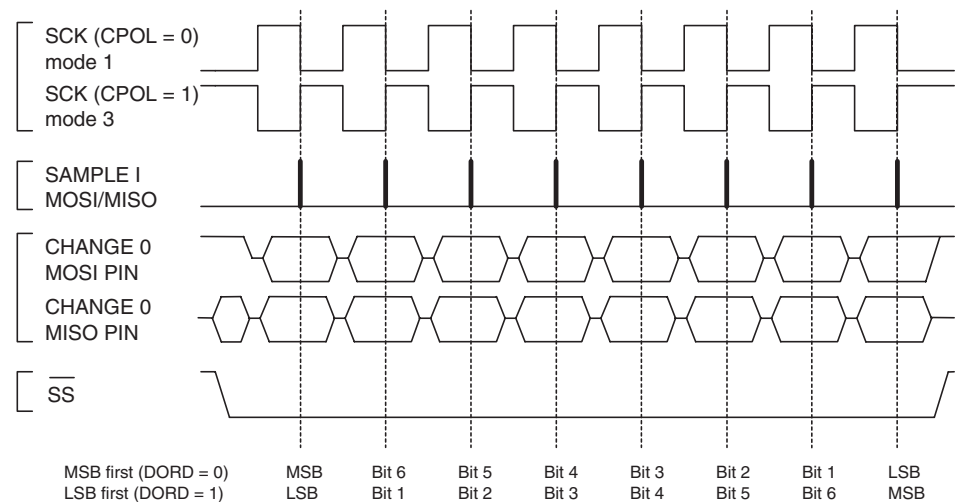 SCK (CPOL = 0)
mode 1
SCK (CPOL = 1)
mode 3
SAMPLE I
MOSI/MISO
CHANGE 0
MOSI PIN
CHANGE 0
MISO PIN
SS
MSB first (DORD = 0) MSB Bit 6 Bit 5 Bit 4 Bit 3 Bit 2 Bit 1 LSB
LSB first (DORD = 1) LSB Bit 1 Bit 2 Bit 3 Bit 4 Bit 5 Bit 6 MSB